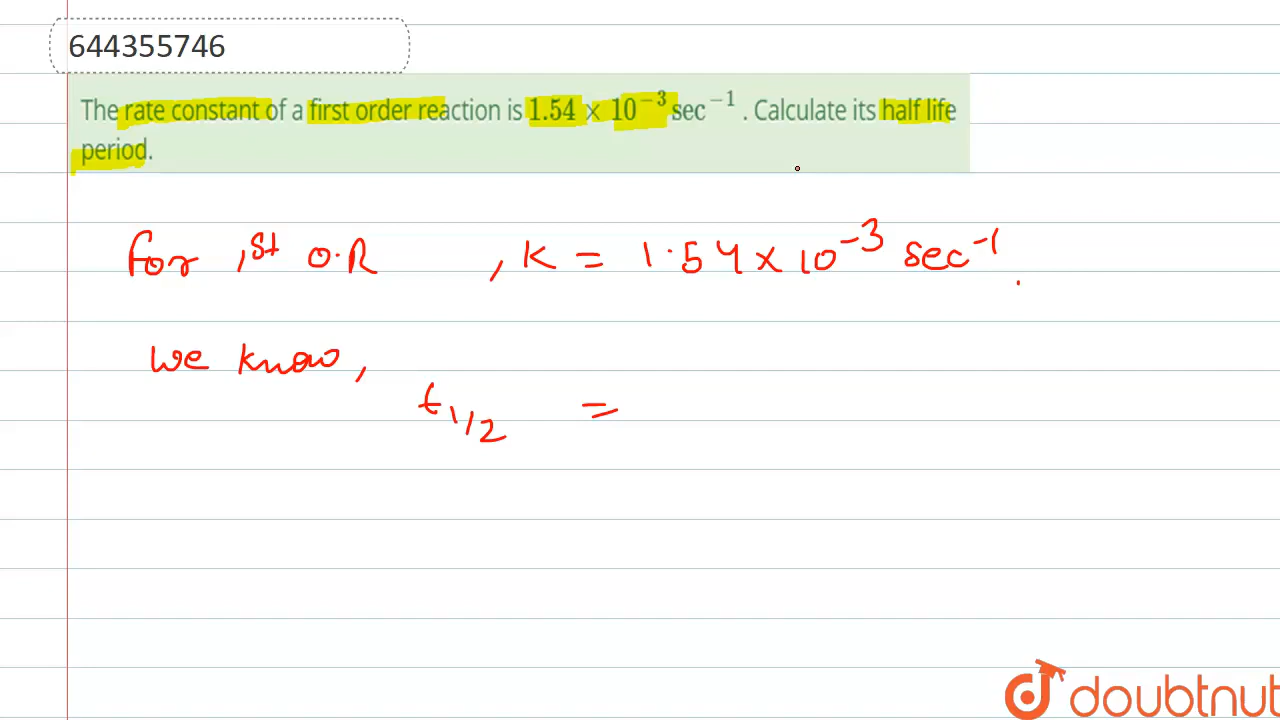 644355746
The rate constant of a first order reaction is 1.54 × 10⁻³ sec⁻¹ . Calculate its half life
period.
For 1st O.R , K = 1.54 × 10⁻³ sec⁻¹
We know,
t1/2 =
doubtnut